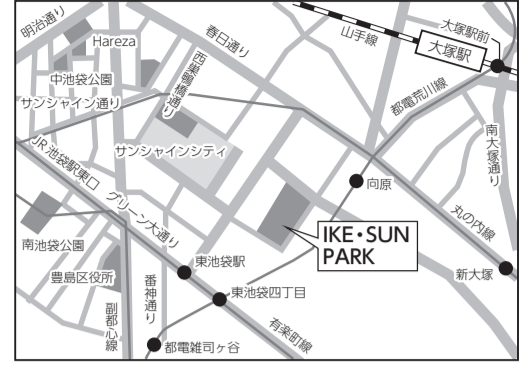 明治通り
Hareza
中池袋公園
サンシャイン通り
春日通り
西巣鴨橋通り
サンシャインシティ
山手線
大塚駅前
大塚駅
都電荒川線
南大塚通り
向原
丸の内線
新大塚
JR池袋駅東口
グリーン大通り
南池袋公園
豊島区役所
東池袋駅
東池袋四丁目
IKE・SUN
PARK
番神通り
副都心線
都電雑司ヶ谷
有楽町線